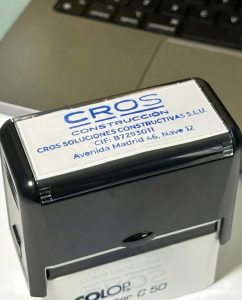 CROS
CONSTRUCCIÓN
CROS SOLUCIONES CONSTRUCTIVAS S.L.U.
CIF: B7293011
Avenida Madrid 46, Nave 12
COLOP
C 50